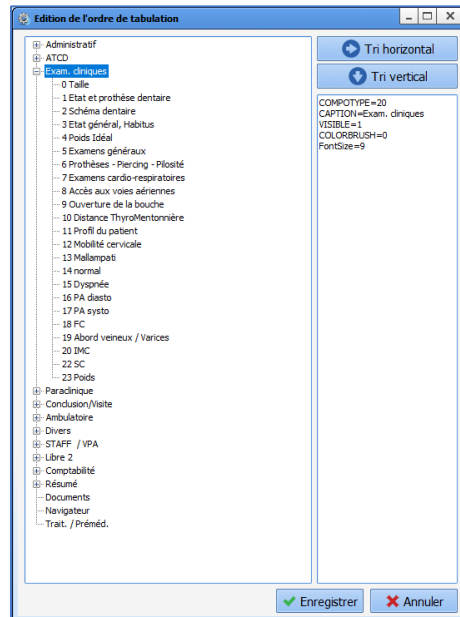 Edition de l'ordre de tabulation
Administratif
ATCD
Exam. cliniques
0 Taille
1 Etat et prothèse dentaire
2 Schéma dentaire
3 Etat général, Habitus
4 Poids Idéal
5 Examens généraux
6 Prothèses - Piercing - Pilosité
7 Examens cardio-respiratoires
8 Accès aux voies aériennes
9 Ouverture de la bouche
10 Distance ThyroMentonnière
11 Profil du patient
12 Mobilité cervicale
13 Mallampati
14 normal
15 Dyspnée
16 PA diasto
17 PA systo
18 FC
19 Abord veineux / Varices
20 IMC
22 SC
23 Poids
Paraclinique
Conclusion/Visite
Ambulatoire
Divers
STAFF / VPA
Libre 2
Comptabilité
Résumé
Documents
Navigateur
Trait. / Préméd.
Tri horizontal
Tri vertical
COMPOTYPE=20
CAPTION=Exam. cliniques
VISIBLE=1
COLORBRUSH=0
FontSize=9
Enregistrer
Annuler